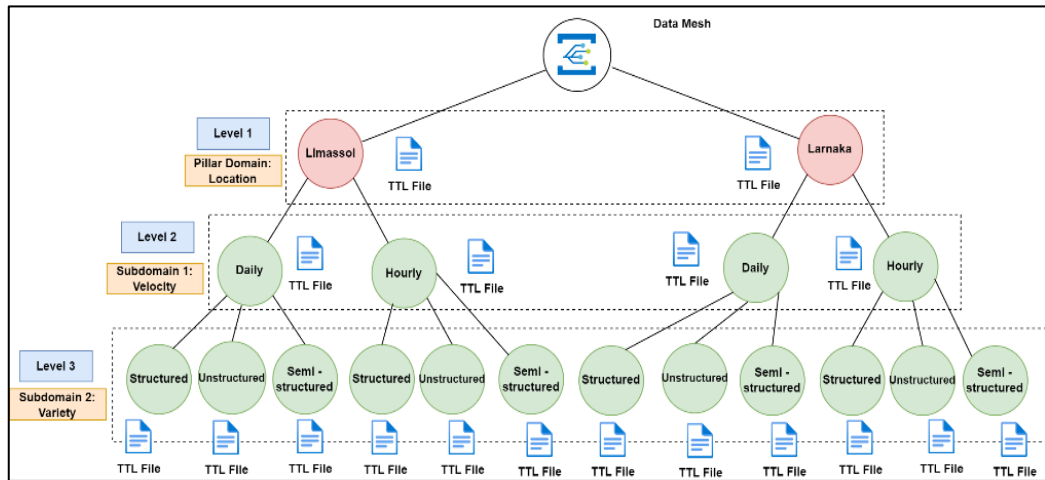 Data Mesh
Level 1
Pillar Domain:
Location
LImassol
TTL File
TTL File
Larnaka
Level 2
Subdomain 1:
Velocity
Daily
TTL File
Hourly
TTL File
TTL File
Daily
TTL File
Hourly
Level 3
Subdomain 2:
Variety
Structured
Unstructured
SemI -
structured
Structured
Unstructured
SemI -
structured
Structured
Unstructured
SemI -
structured
Structured
Unstructured
SemI -
structured
TTL File
TTL File
TTL File
TTL File
TTL File
TTL File
TTL File
TTL File
TTL File
TTL File
TTL File
TTL File